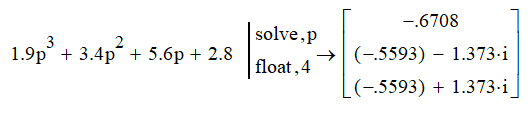 1.9p³ + 3.4p² + 5.6p + 2.8 | solve,p float,4 →
-.6708
(-.5593) - 1.373·i
(-.5593) + 1.373·i